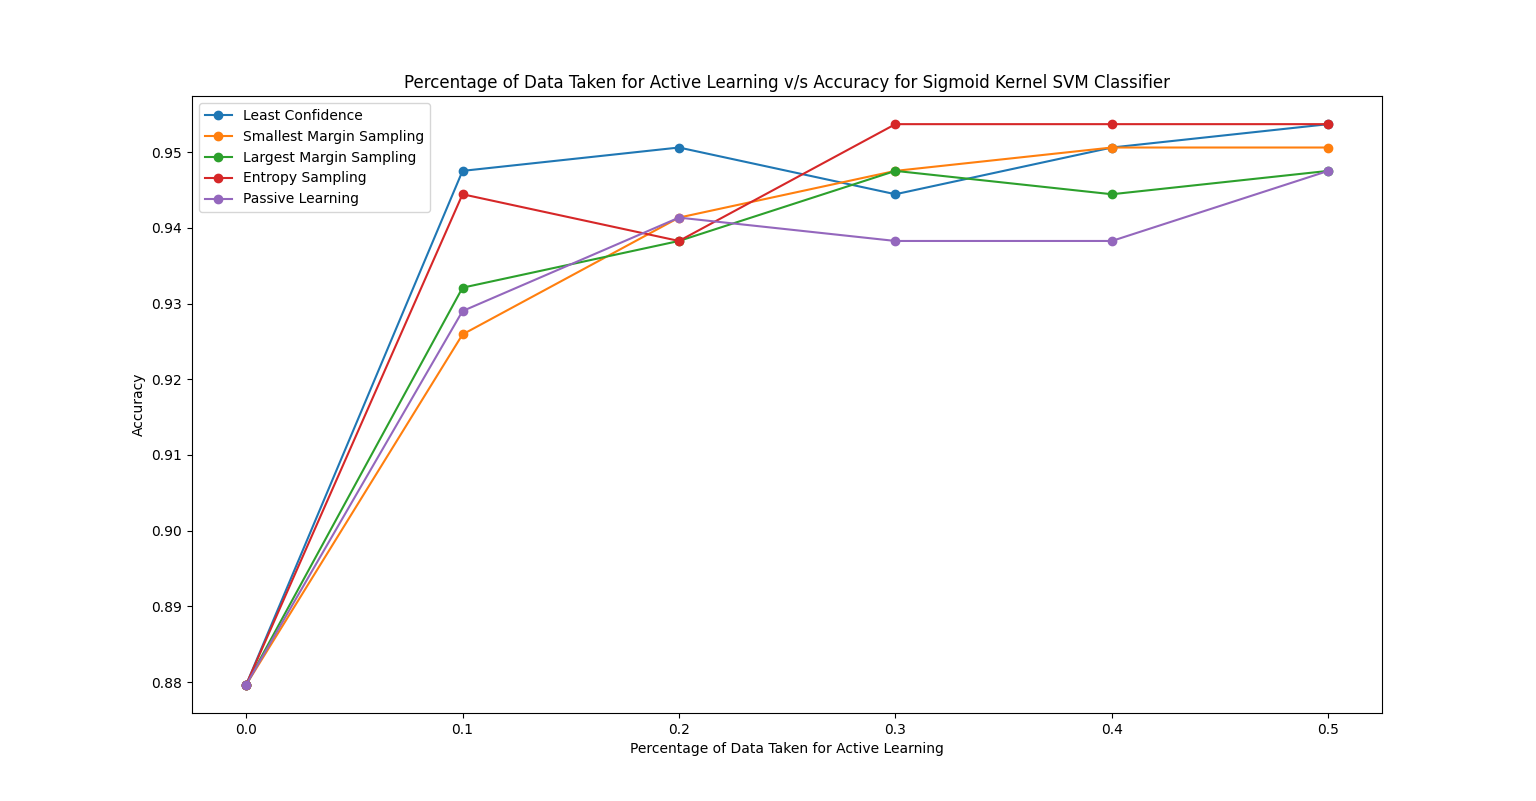 Percentage of Data Taken for Active Learning v/s Accuracy for Sigmoid Kernel SVM Classifier
Least Confidence
Smallest Margin Sampling
Largest Margin Sampling
Entropy Sampling
Passive Learning
0.95
0.94
0.93
0.92
0.91
0.90
0.89
0.88
Accuracy
0.0 0.1 0.2 0.3 0.4 0.5
Percentage of Data Taken for Active Learning